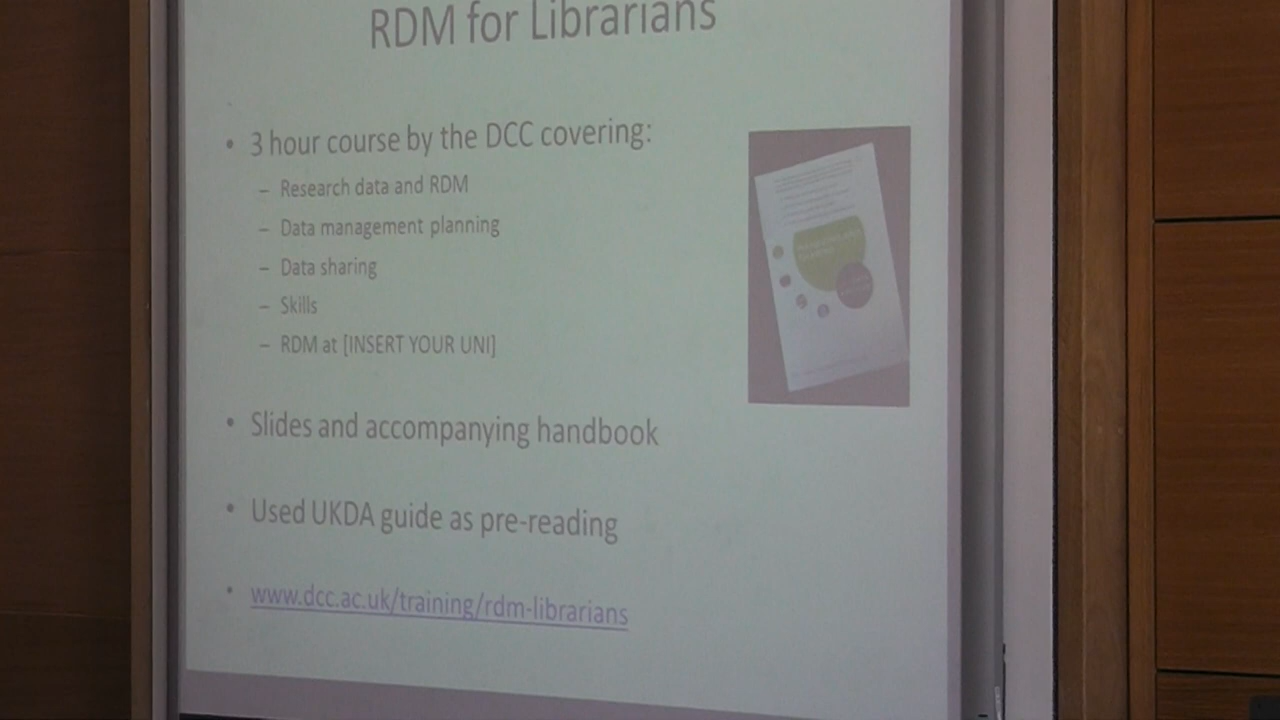 RDM for Librarians
• 3 hour course by the DCC covering:
– Research data and RDM
– Data management planning
– Data sharing
– Skills
– RDM at [INSERT YOUR UNI]
• Slides and accompanying handbook
• Used UKDA guide as pre-reading
• www.dcc.ac.uk/training/rdm-librarians